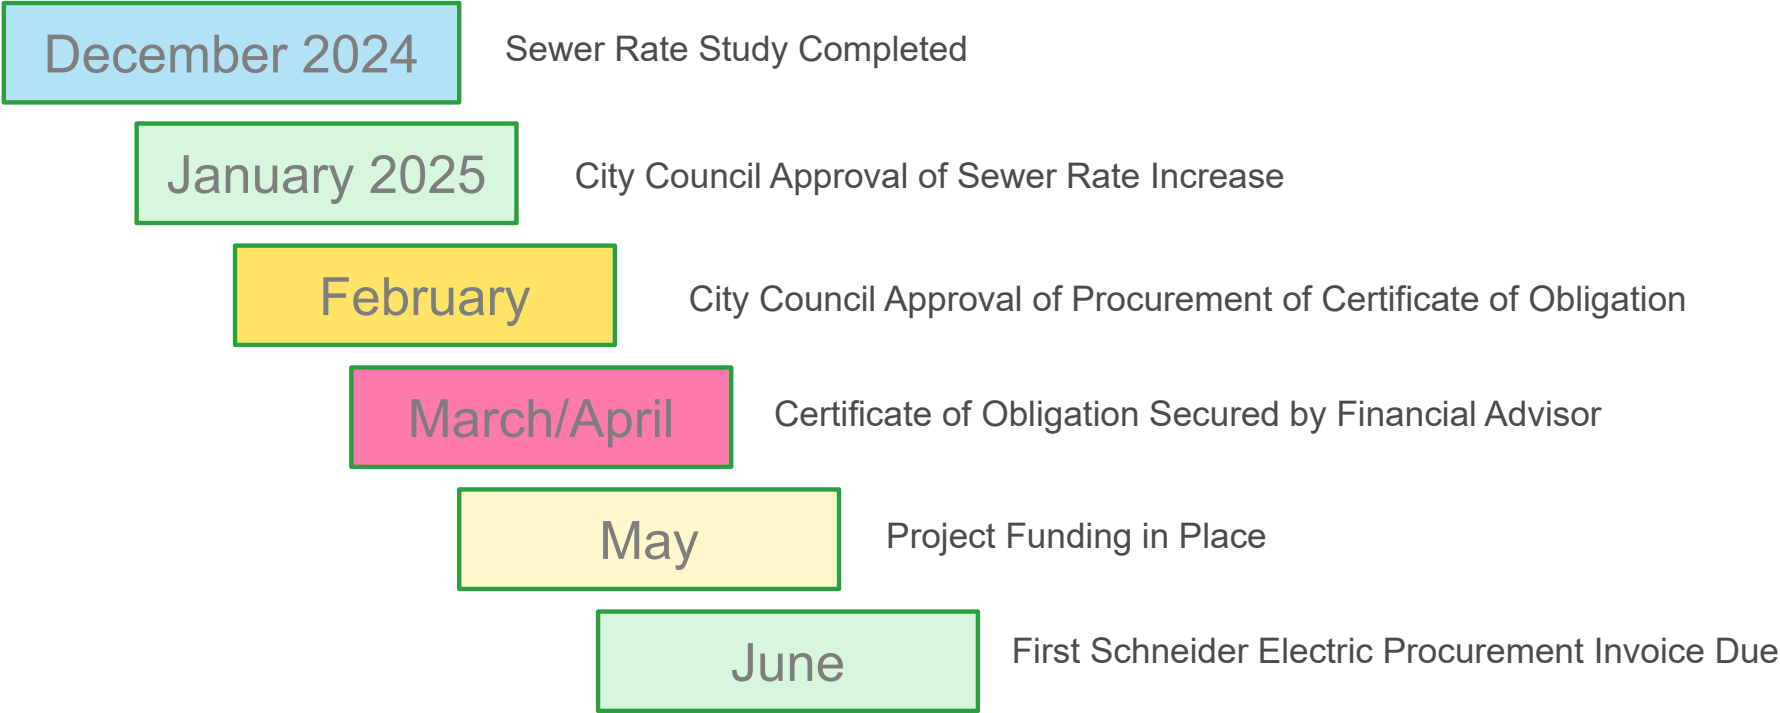 December 2024
Sewer Rate Study Completed
January 2025
City Council Approval of Sewer Rate Increase
February
City Council Approval of Procurement of Certificate of Obligation
March/April
Certificate of Obligation Secured by Financial Advisor
May
Project Funding in Place
June
First Schneider Electric Procurement Invoice Due